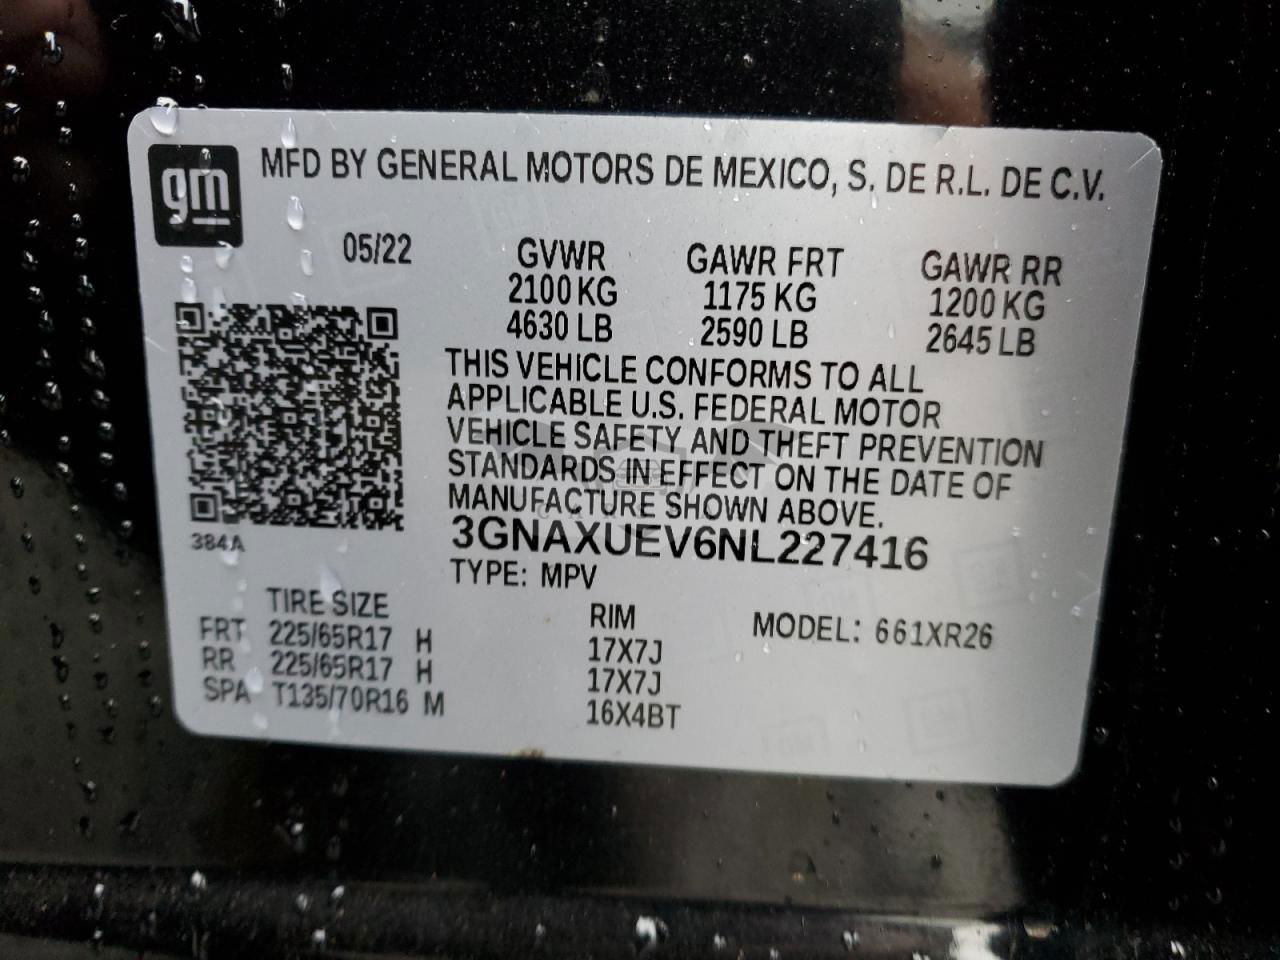 gm
MFD BY GENERAL MOTORS DE MEXICO, S. DE R.L. DE C.V.
05/22 GVWR GAWR FRT GAWR RR
2100 KG 1175 KG 1200 KG
4630 LB 2590 LB 2645 LB
THIS VEHICLE CONFORMS TO ALL
APPLICABLE U.S. FEDERAL MOTOR
VEHICLE SAFETY AND THEFT PREVENTION
STANDARDS IN EFFECT ON THE DATE OF
MANUFACTURE SHOWN ABOVE.
384A
3GNAXUEV6NL227416
TYPE: MPV
TIRE SIZE RIM MODEL: 661XR26
FRT 225/65R17 H 17X7J
RR 225/65R17 H 17X7J
SPA T135/70R16 M 16X4BT